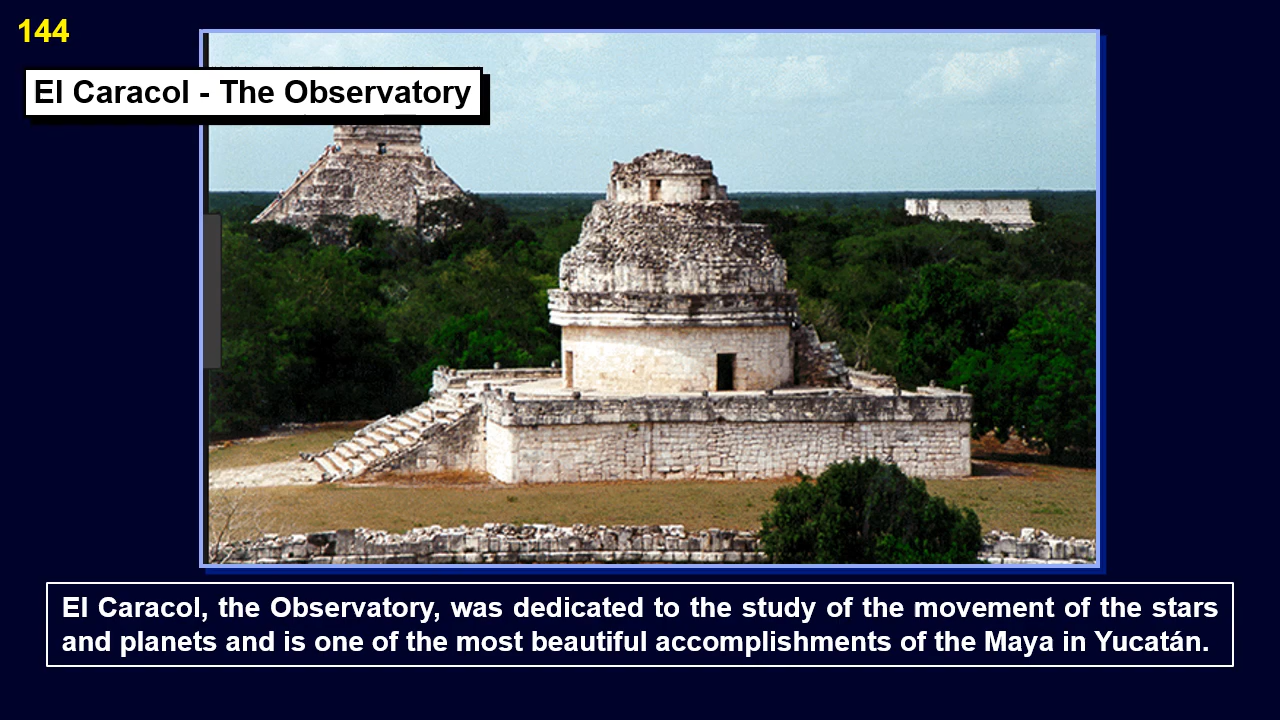 144
El Caracol - The Observatory
El Caracol, the Observatory, was dedicated to the study of the movement of the stars
and planets and is one of the most beautiful accomplishments of the Maya in Yucatán.